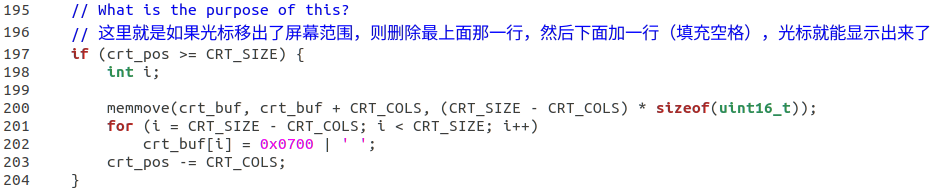 195     // What is the purpose of this?
196     // 这里就是如果光标移出了屏幕范围，则删除最上面那一行，然后下面加一行（填充空格），光标就能显示出来了
197     if (crt_pos >= CRT_SIZE) {
198         int i;
199
200         memmove(crt_buf, crt_buf + CRT_COLS, (CRT_SIZE - CRT_COLS) * sizeof(uint16_t));
201         for (i = CRT_SIZE - CRT_COLS; i < CRT_SIZE; i++)
202             crt_buf[i] = 0x0700 | ' ';
203         crt_pos -= CRT_COLS;
204     }